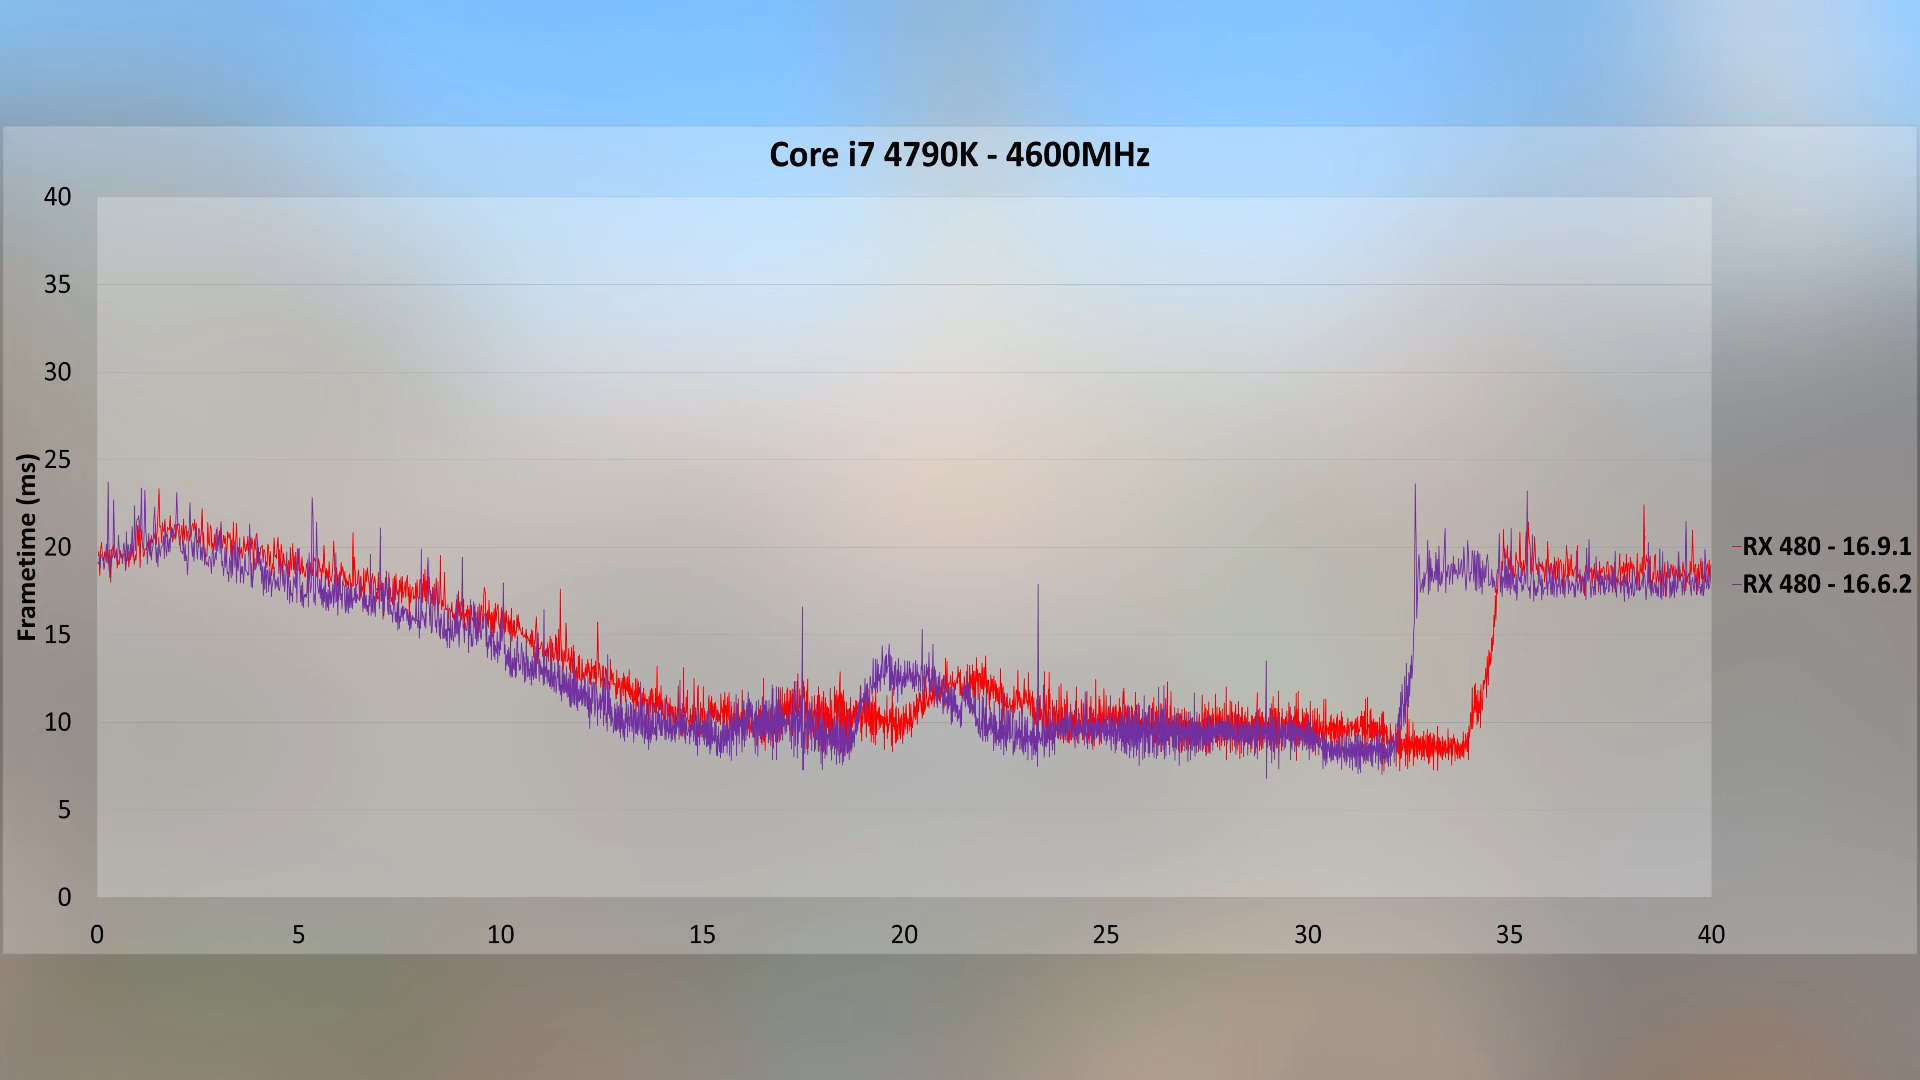 Core i7 4790K - 4600MHz
40
35
30
25
20
15
10
5
0
Frametime (ms)
0 5 10 15 20 25 30 35 40
RX 480 - 16.9.1
RX 480 - 16.6.2